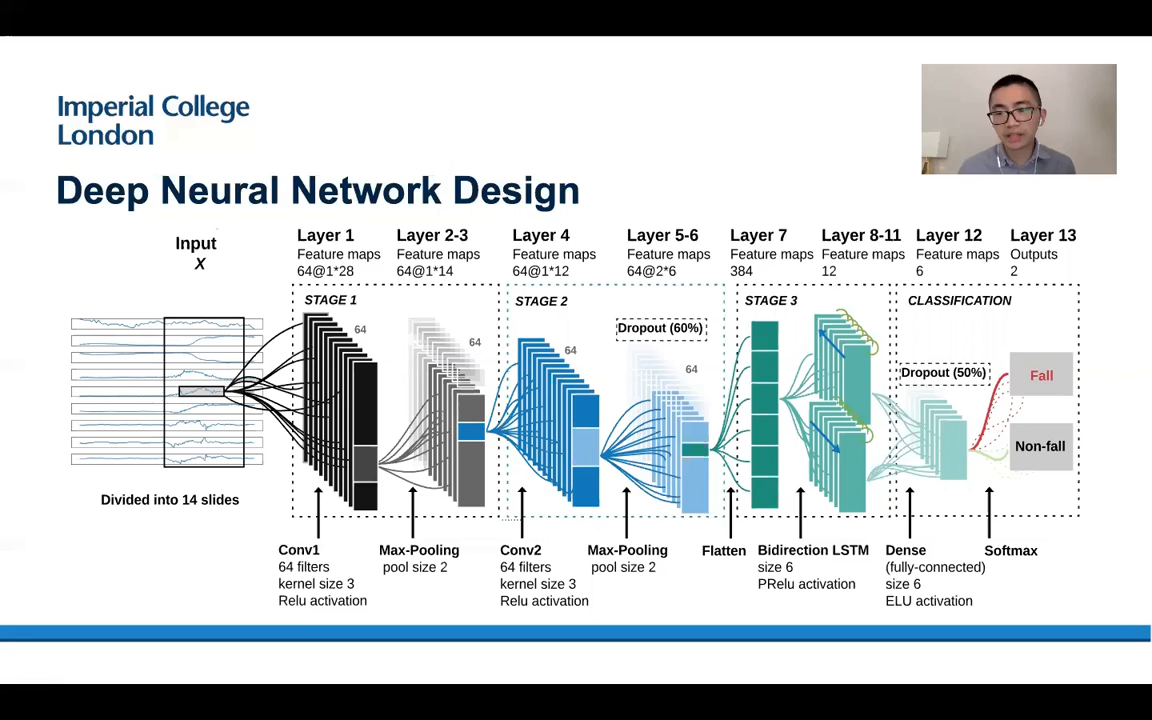 Imperial College
London
Deep Neural Network Design
Input
X
Divided into 14 slides
Layer 1
Feature maps
64@1*28
Layer 2-3
Feature maps
64@1*14
Layer 4
Feature maps
64@1*12
Layer 5-6
Feature maps
64@2*6
Layer 7
Feature maps
384
Layer 8-11
Feature maps
12
Layer 12
Feature maps
6
Layer 13
Outputs
2
STAGE 1
64
64
STAGE 2
64
Dropout (60%)
64
STAGE 3
CLASSIFICATION
Dropout (50%)
Fall
Non-fall
Conv1
64 filters
kernel size 3
Relu activation
Max-Pooling
pool size 2
Conv2
64 filters
kernel size 3
Relu activation
Max-Pooling
pool size 2
Flatten
Bidirection LSTM
size 6
PRelu activation
Dense
(fully-connected)
size 6
ELU activation
Softmax